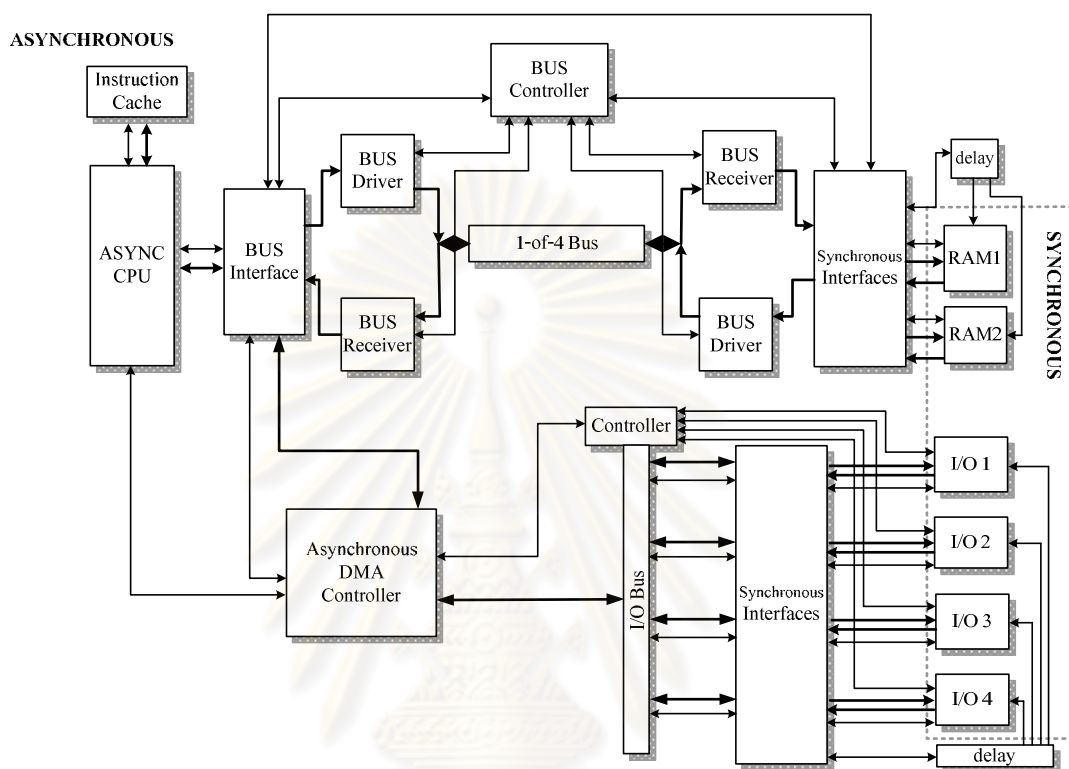 ASYNCHRONOUS
Instruction
Cache
ASYNC
CPU
BUS
Interface
BUS
Driver
BUS
Receiver
BUS
Controller
1-of-4 Bus
BUS
Receiver
BUS
Driver
Synchronous
Interfaces
delay
RAM1
RAM2
SYNCHRONOUS
Asynchronous
DMA
Controller
Controller
I/O Bus
Synchronous
Interfaces
I/O 1
I/O 2
I/O 3
I/O 4
delay